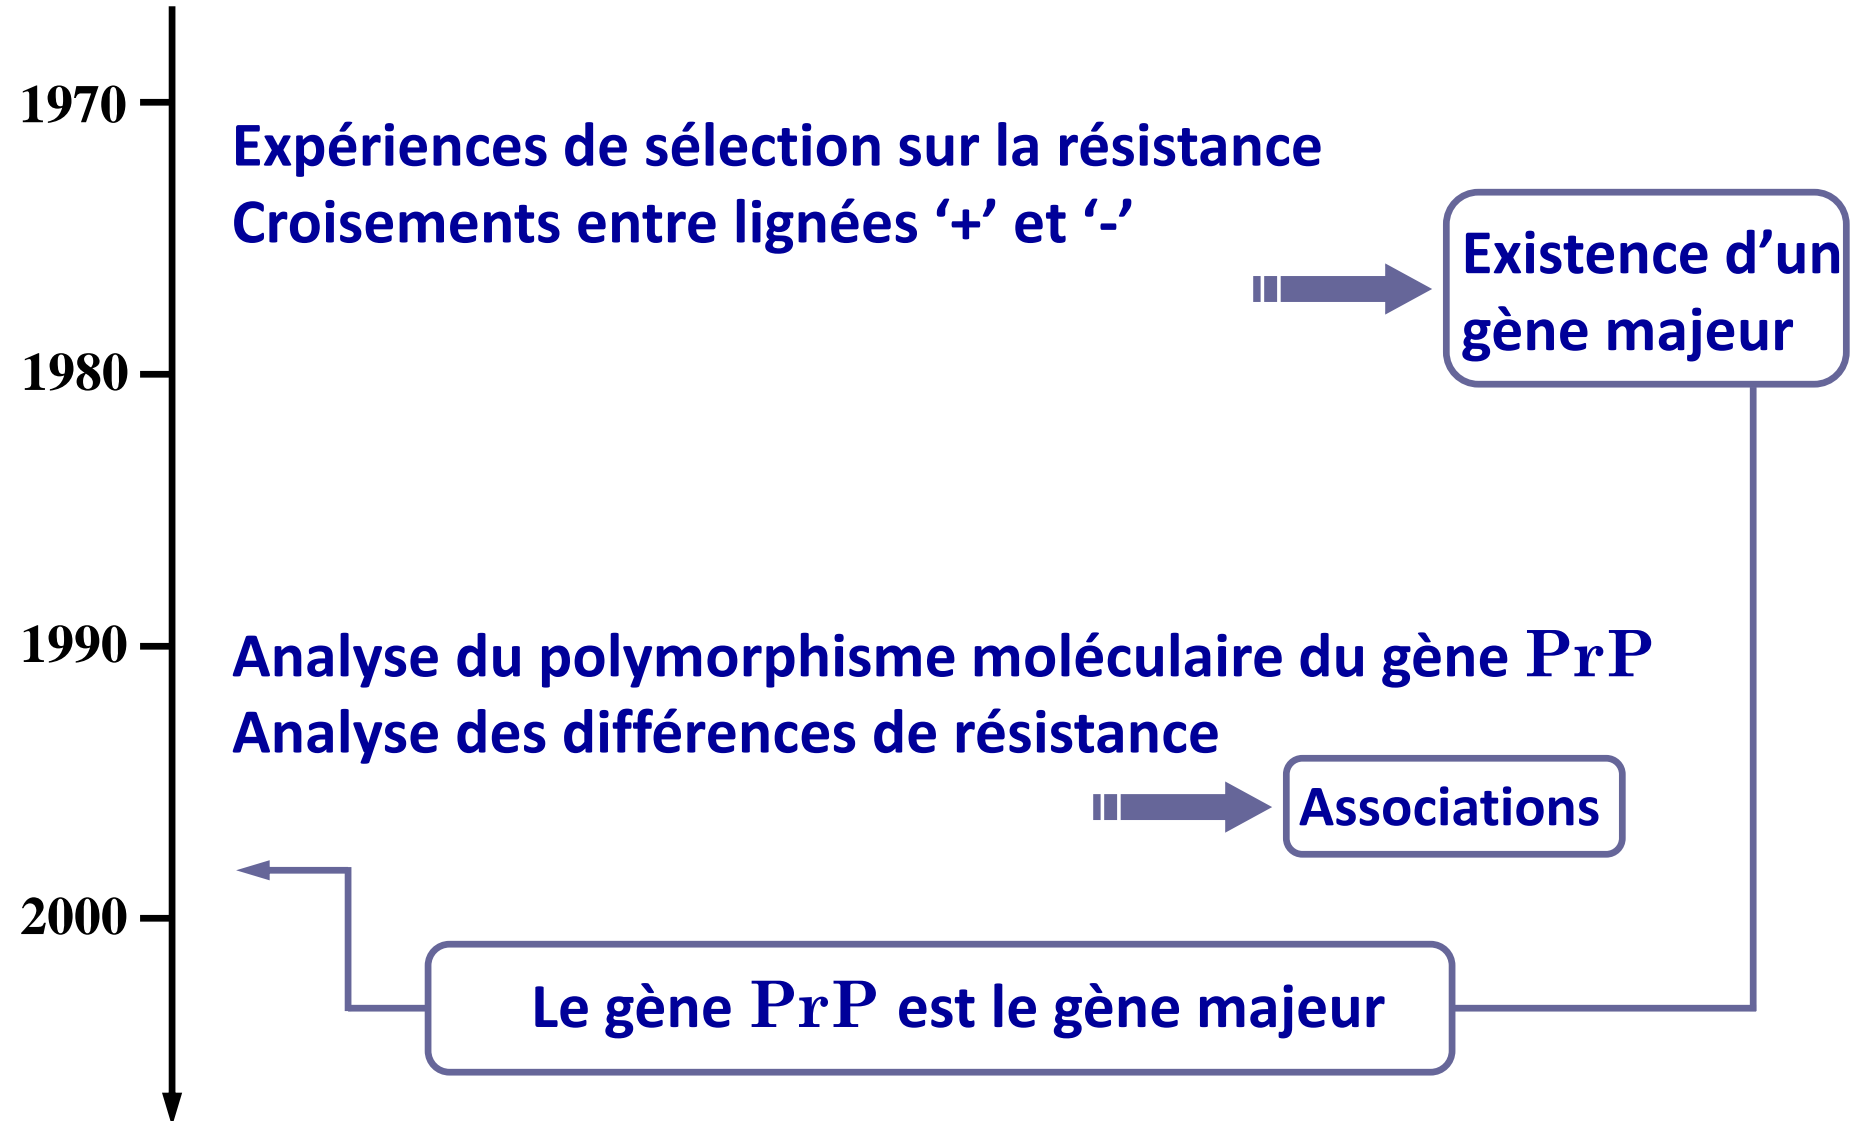 1970
Expériences de sélection sur la résistance
Croisements entre lignées ‘+’ et ‘-’
Existence d’un
gène majeur
1980
1990
Analyse du polymorphisme moléculaire du gène PrP
Analyse des différences de résistance
Associations
2000
Le gène PrP est le gène majeur